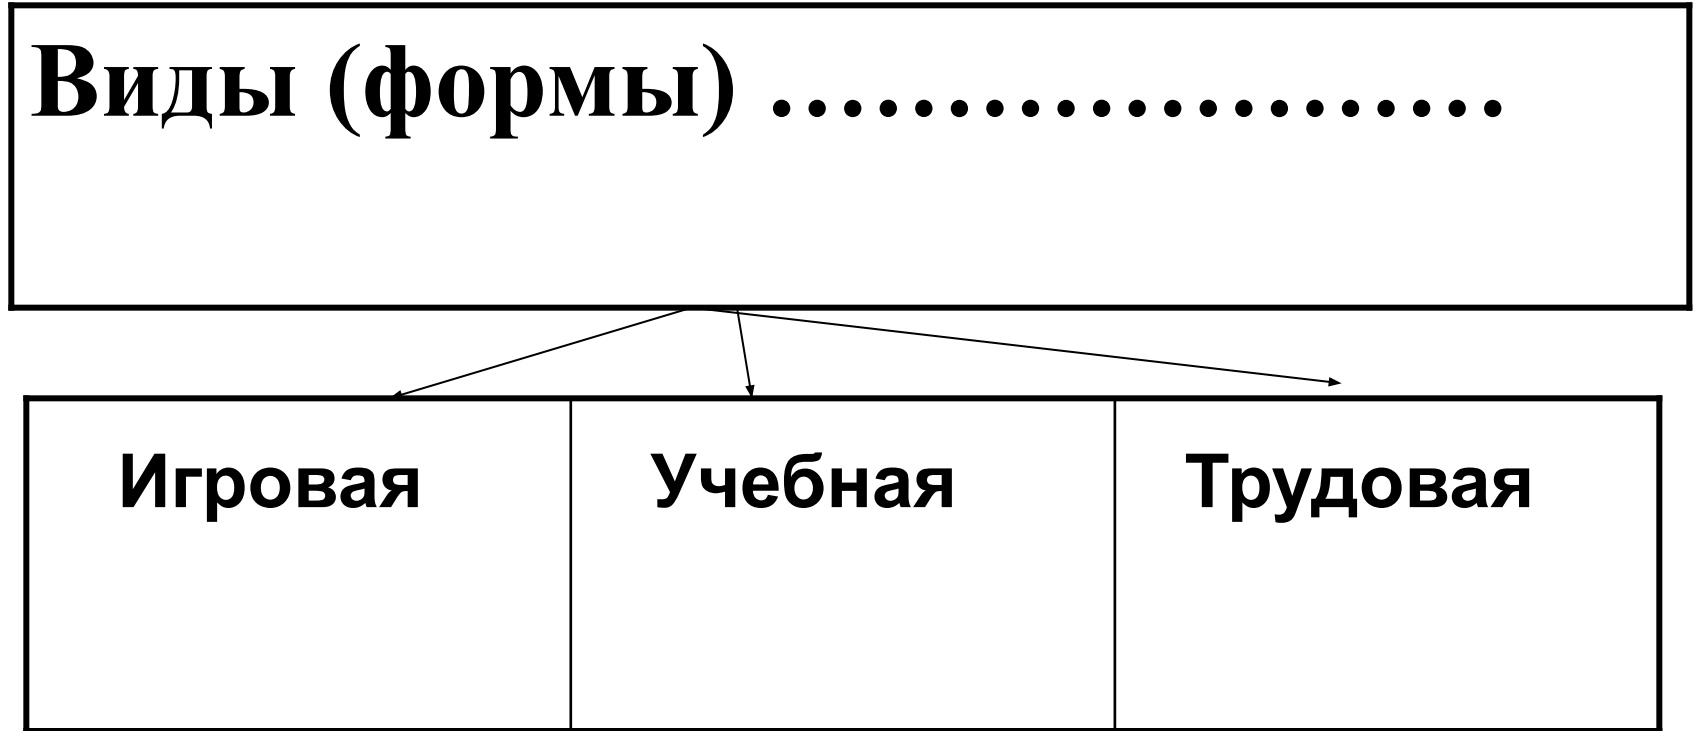 Виды (формы) .....................
Игровая Учебная Трудовая